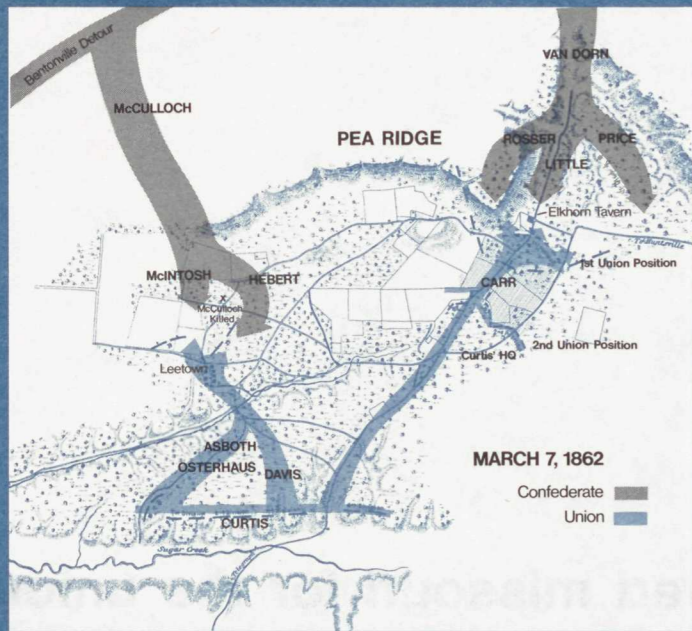 Bentonville Detour
VAN DORN
McCULLOCH
PEA RIDGE
ROSSER
PRICE
LITTLE
Elkhorn Tavern
McINTOSH
HEBERT
1st Union Position
CARR
X
McCulloch
Killed
2nd Union Position
Curtis' HQ
Leetown
ASBOTH
OSTERHAUS
DAVIS
MARCH 7, 1862
Confederate
Union
CURTIS
Sugar Creek